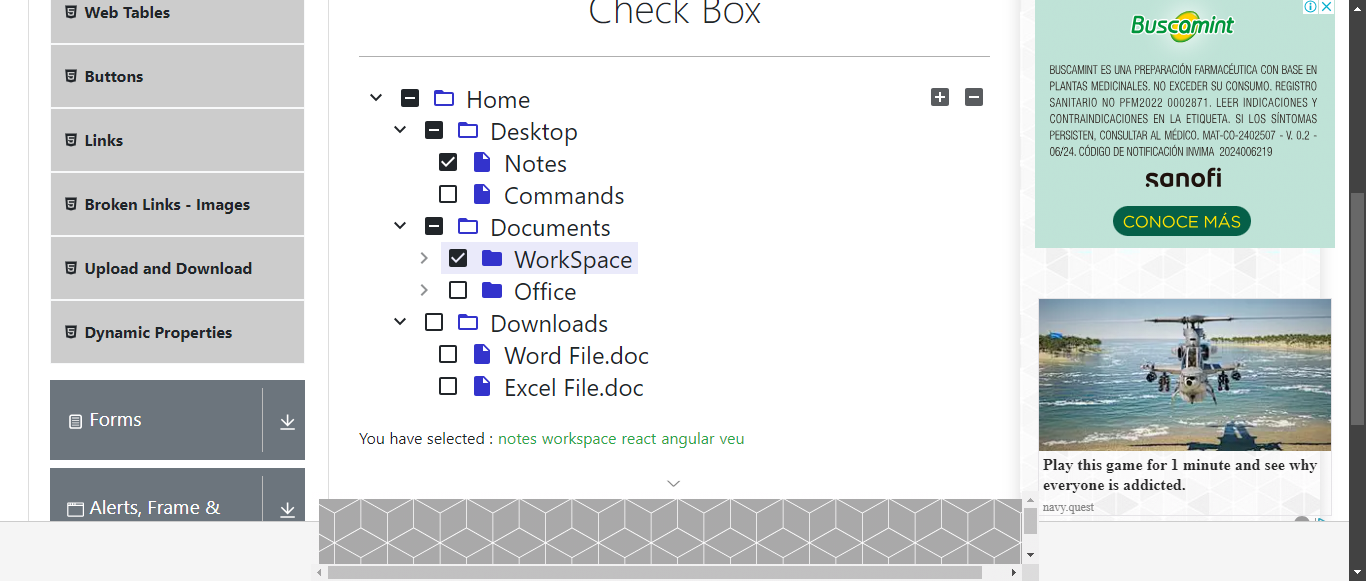 Web Tables
Buttons
Links
Broken Links - Images
Upload and Download
Dynamic Properties
Forms
Alerts, Frame &
Check Box
Home
Desktop
Notes
Commands
Documents
WorkSpace
Office
Downloads
Word File.doc
Excel File.doc
You have selected : notes workspace react angular veu
Buscamint
BUSCAMINT ES UNA PREPARACIÓN FARMACÉUTICA CON BASE EN
PLANTAS MEDICINALES. NO EXCEDER SU CONSUMO. REGISTRO
SANITARIO NO PFM2022 0002871. LEER INDICACIONES Y
CONTRAINDICACIONES EN LA ETIQUETA. SI LOS SÍNTOMAS
PERSISTEN, CONSULTAR AL MÉDICO. MAT-CO-2402507 - V. 0.2 -
06/24. CÓDIGO DE NOTIFICACIÓN INVIMA 2024006219
sanofi
CONOCE MÁS
Play this game for 1 minute and see why
everyone is addicted.
navy.quest